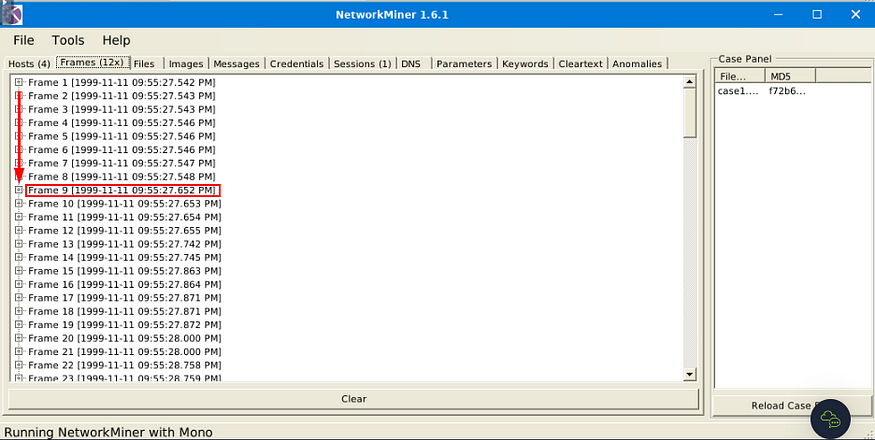 NetworkMiner 1.6.1
File Tools Help
Hosts (4) Frames (12x) Files Images Messages Credentials Sessions (1) DNS Parameters Keywords Cleartext Anomalies
Case Panel
File... MD5
case1.... f72b6...
Frame 1 [1999-11-11 09:55:27.542 PM]
Frame 2 [1999-11-11 09:55:27.543 PM]
Frame 3 [1999-11-11 09:55:27.543 PM]
Frame 4 [1999-11-11 09:55:27.546 PM]
Frame 5 [1999-11-11 09:55:27.546 PM]
Frame 6 [1999-11-11 09:55:27.546 PM]
Frame 7 [1999-11-11 09:55:27.547 PM]
Frame 8 [1999-11-11 09:55:27.548 PM]
Frame 9 [1999-11-11 09:55:27.652 PM]
Frame 10 [1999-11-11 09:55:27.653 PM]
Frame 11 [1999-11-11 09:55:27.654 PM]
Frame 12 [1999-11-11 09:55:27.655 PM]
Frame 13 [1999-11-11 09:55:27.742 PM]
Frame 14 [1999-11-11 09:55:27.745 PM]
Frame 15 [1999-11-11 09:55:27.863 PM]
Frame 16 [1999-11-11 09:55:27.864 PM]
Frame 17 [1999-11-11 09:55:27.871 PM]
Frame 18 [1999-11-11 09:55:27.871 PM]
Frame 19 [1999-11-11 09:55:27.872 PM]
Frame 20 [1999-11-11 09:55:28.000 PM]
Frame 21 [1999-11-11 09:55:28.000 PM]
Frame 22 [1999-11-11 09:55:28.758 PM]
Frame 23 [1999-11-11 09:55:28.759 PM]
Clear
Reload Case
Running NetworkMiner with Mono